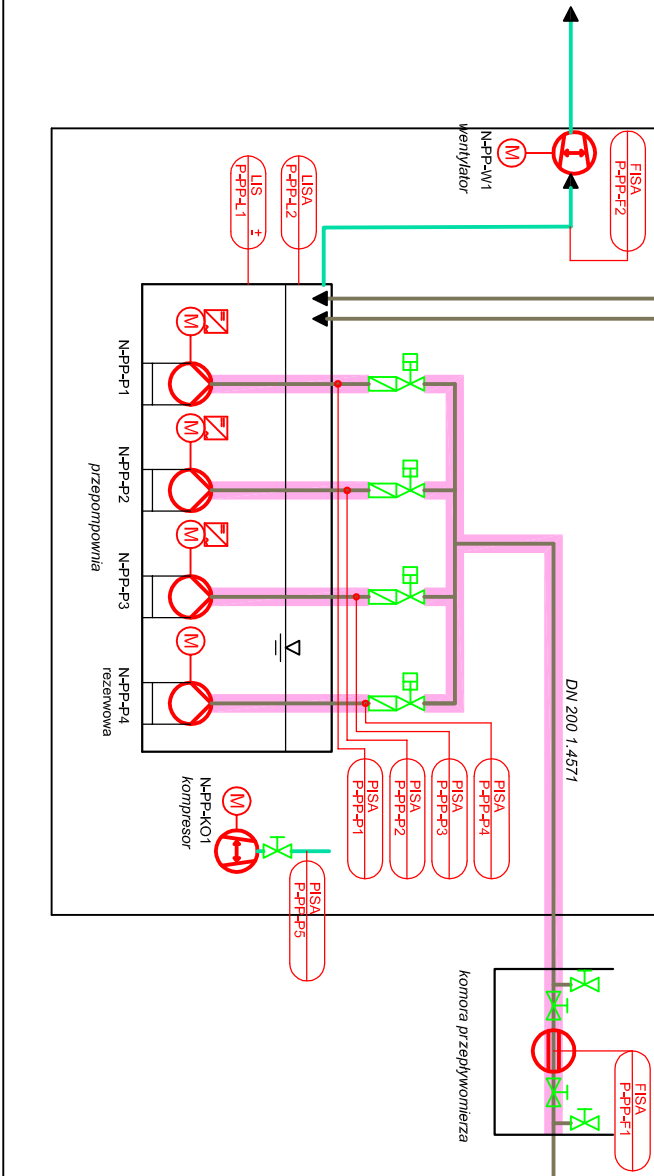 FISA
P-PP-F2
M
N-PP-W1
wentylator
LISA
P-PP-L2
LIS ±
P-PP-L1
M
N-PP-P1
M
N-PP-P2
przepompownia
M
N-PP-P3
M
N-PP-P4
rezerwowa
DN 200 1.4571
PISA
P-PP-P4
PISA
P-PP-P3
PISA
P-PP-P2
PISA
P-PP-P1
M
N-PP-KO1
kompresor
PISA
P-PP-P5
FISA
P-PP-F1
komora przepływomierza